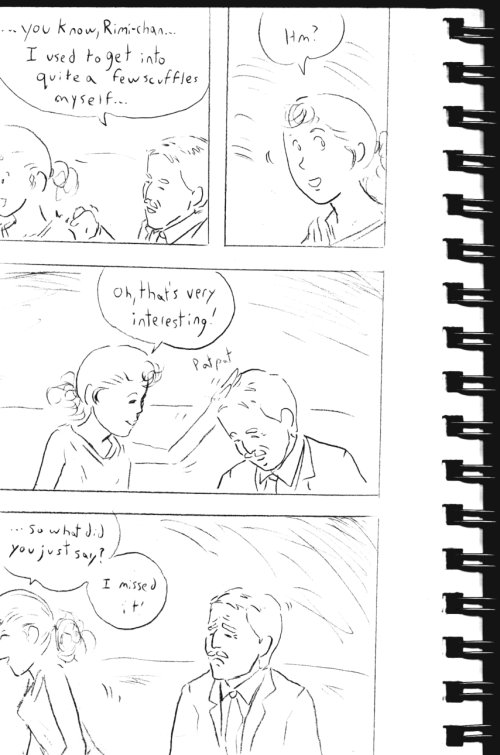 ... you know, Rimi-chan...
I used to get into
quite a few scuffles
myself...
Hm?
Oh, that's very
interesting!
Patpat
... so what did
you just say?
I missed
it!